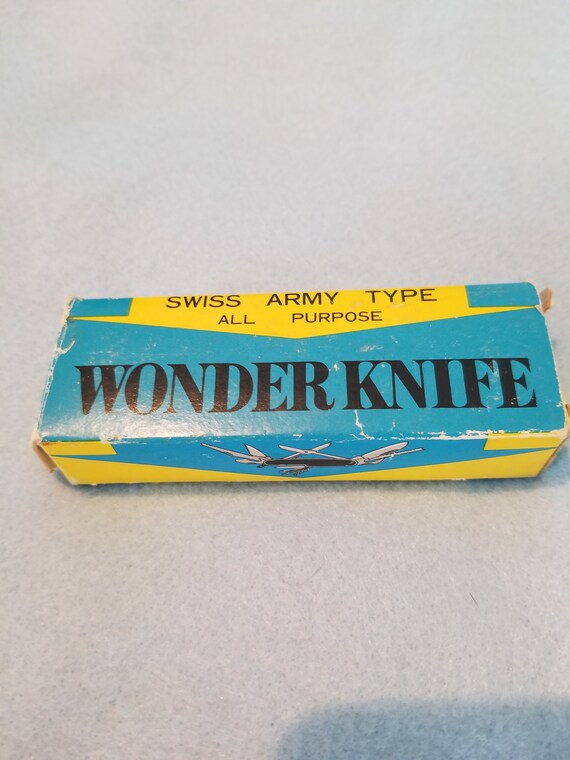 SWISS ARMY TYPE
ALL PURPOSE
WONDER KNIFE